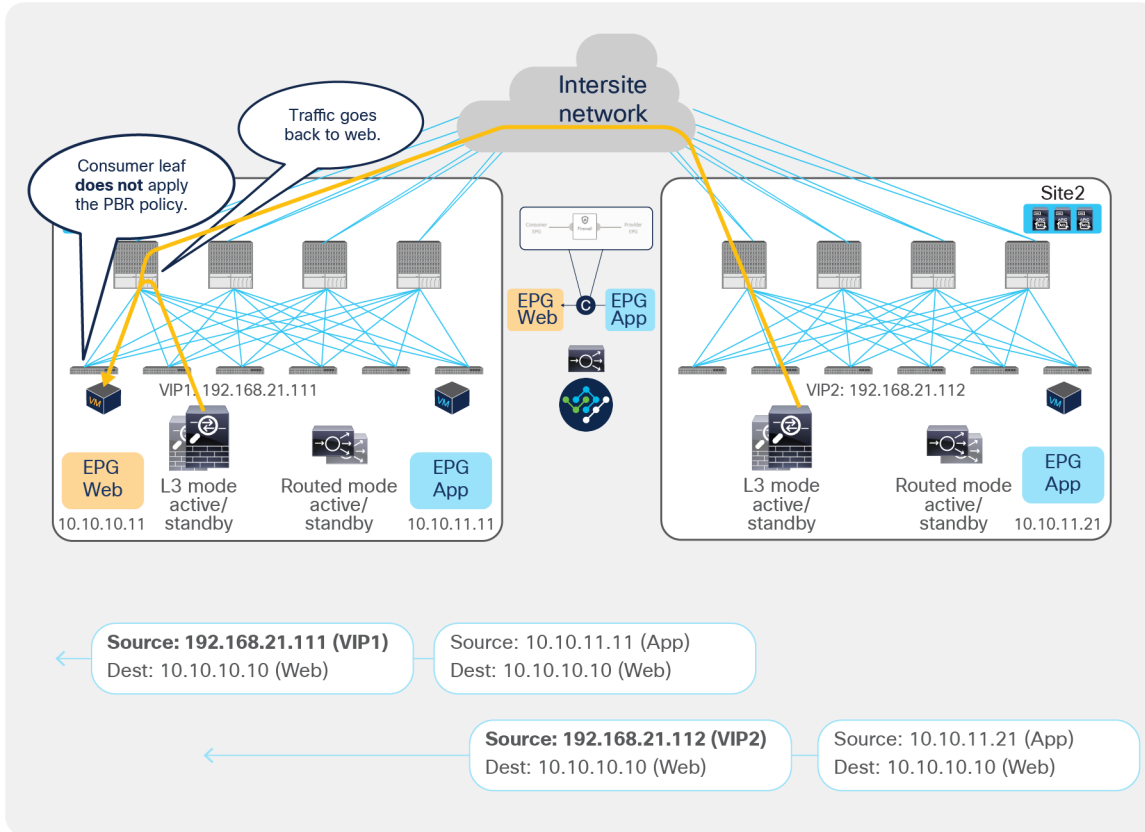 Intersite
network
Traffic goes
back to web.
Consumer leaf
does not apply
the PBR policy.
Site2
Consumer
EPG
Firewall
Provider
EPG
EPG
Web
C
EPG
App
VIP1: 192.168.21.111
VIP2: 192.168.21.112
VM
VM
VM
EPG
Web
10.10.10.11
L3 mode
active/
standby
Routed mode
active/
standby
EPG
App
10.10.11.11
L3 mode
active/
standby
Routed mode
active/
standby
EPG
App
10.10.11.21
Source: 192.168.21.111 (VIP1)
Dest: 10.10.10.10 (Web)
Source: 10.10.11.11 (App)
Dest: 10.10.10.10 (Web)
Source: 192.168.21.112 (VIP2)
Dest: 10.10.10.10 (Web)
Source: 10.10.11.21 (App)
Dest: 10.10.10.10 (Web)